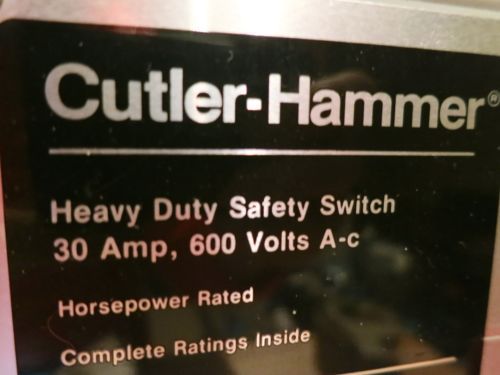 Cutler-Hammer®
Heavy Duty Safety Switch
30 Amp, 600 Volts A-c
Horsepower Rated
Complete Ratings Inside